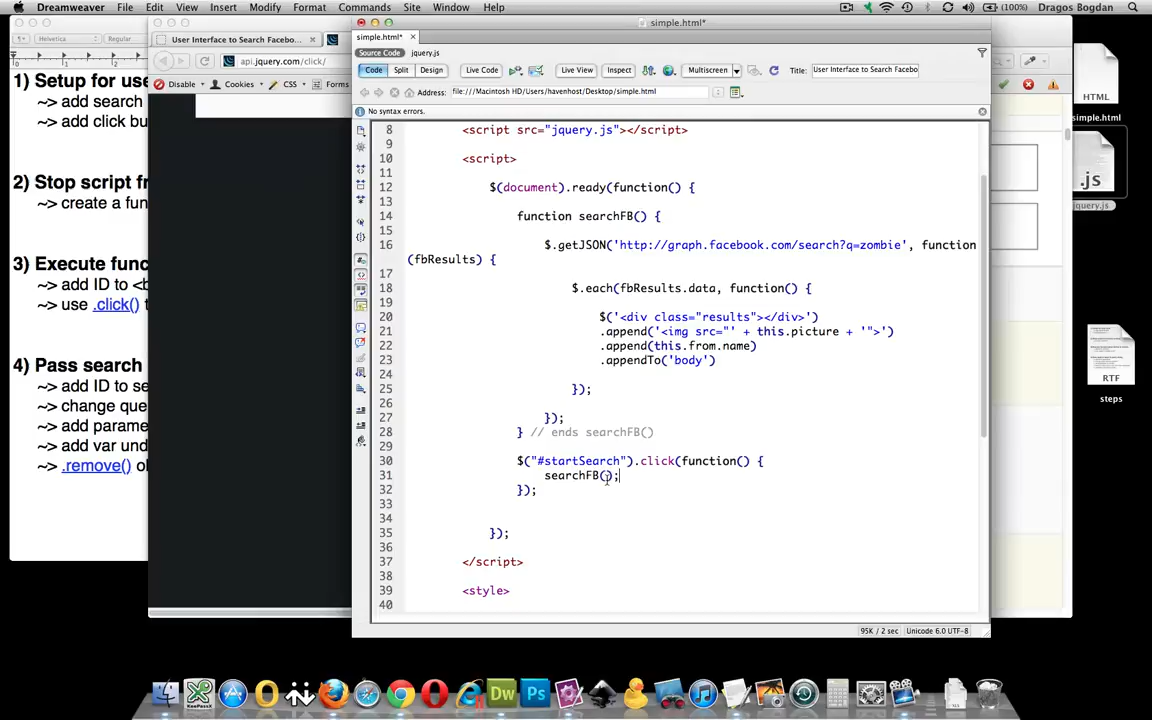 Dreamweaver File Edit View Insert Modify Format Commands Site Window Help (100%) Dragos Bogdan
simple.html*
simple.html*
Source Code jquery.js
Code Split Design Live Code Live View Inspect Multiscreen Title: User Interface to Search Facebo
Address: file:///Macintosh HD/Users/havenhost/Desktop/simple.html
No syntax errors.
Helvetica Regular
1) Setup for use
~> add search
~> add click bu
2) Stop script fr
~> create a fun
3) Execute func
~> add ID to <b
~> use .click() t
4) Pass search
~> add ID to se
~> change que
~> add parame
~> add var und
~> .remove() o
User Interface to Search Facebo...
api.jquery.com/click/
Disable Cookies CSS Forms
8 <script src="jquery.js"></script>
9
10 <script>
11
12 $(document).ready(function() {
13
14 function searchFB() {
15
16 $.getJSON('http://graph.facebook.com/search?q=zombie', function
(fbResults) {
17
18 $.each(fbResults.data, function() {
19
20 $('<div class="results"></div>')
21 .append('<img src="' + this.picture + '">')
22 .append(this.from.name)
23 .appendTo('body')
24
25 });
26
27 });
28 } // ends searchFB()
29
30 $("#startSearch").click(function() {
31 searchFB();
32 });
33
34
35 });
36
37 </script>
38
39 <style>
40
95K / 2 sec Unicode 6.0 UTF-8
HTML
simple.html
.js
jquery.js
RTF
steps
Dw Ps